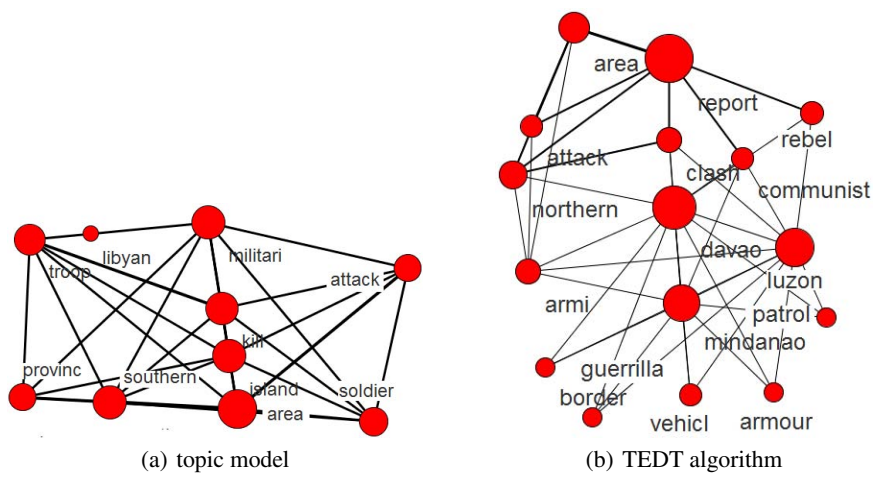 area
report
rebel
attack
clash
communist
northern
libyan
militari
troop
davao
attack
luzon
armi
patrol
kill
mindanao
provinc
southern
guerrilla
island
soldier
border
area
vehicl
armour
(a) topic model
(b) TEDT algorithm